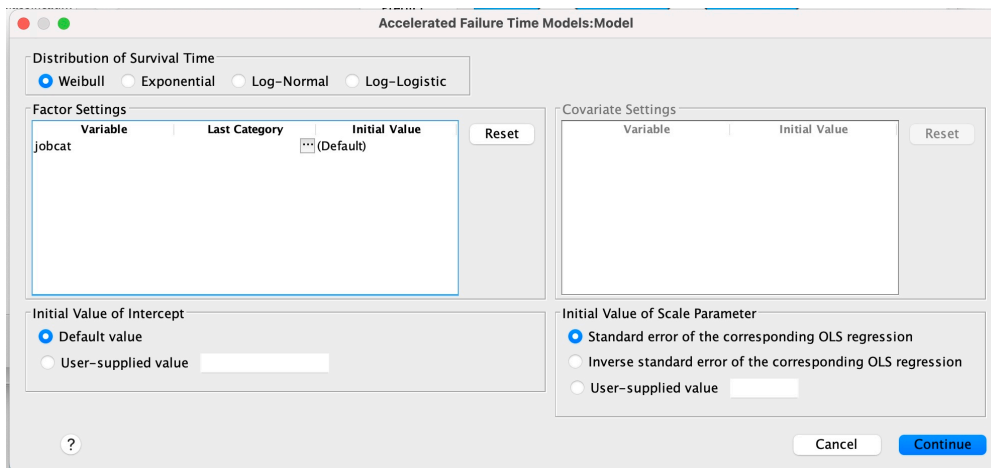 Accelerated Failure Time Models:Model
Distribution of Survival Time
Weibull Exponential Log-Normal Log-Logistic
Factor Settings
Variable Last Category Initial Value
jobcat ... (Default)
Reset
Covariate Settings
Variable Initial Value
Reset
Initial Value of Intercept
Default value
User-supplied value
Initial Value of Scale Parameter
Standard error of the corresponding OLS regression
Inverse standard error of the corresponding OLS regression
User-supplied value
?
Cancel Continue